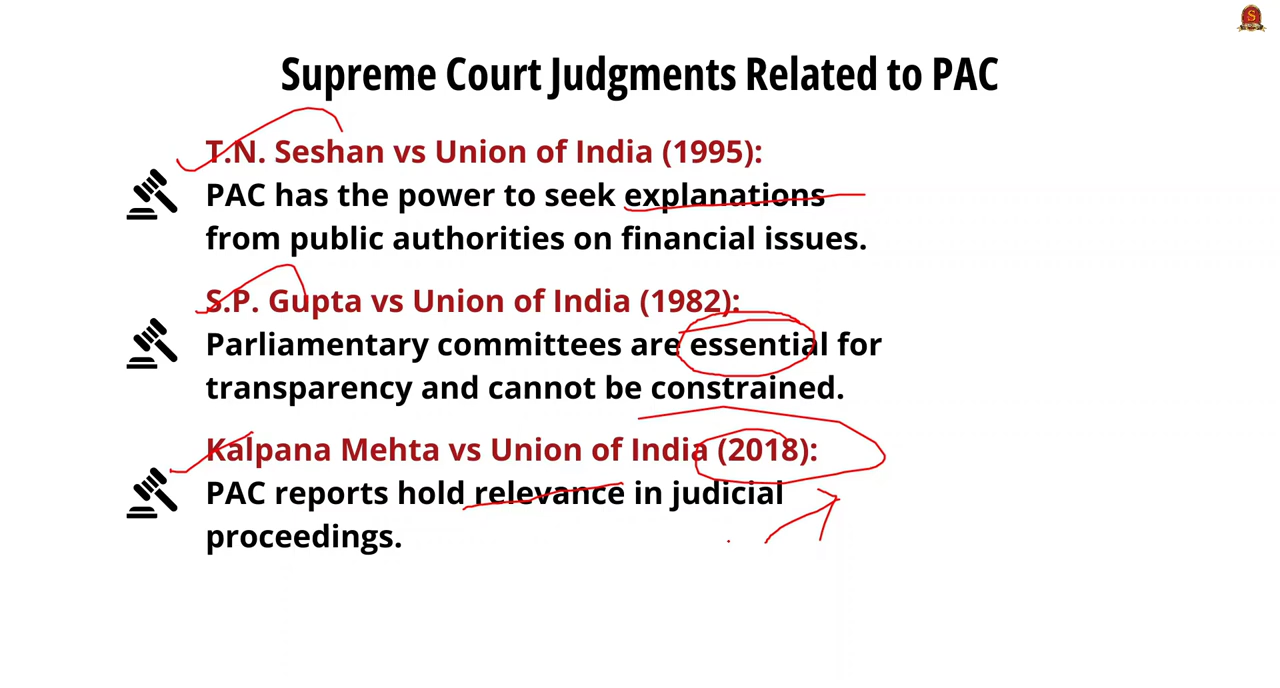 Supreme Court Judgments Related to PAC
T.N. Seshan vs Union of India (1995):
PAC has the power to seek explanations
from public authorities on financial issues.
S.P. Gupta vs Union of India (1982):
Parliamentary committees are essential for
transparency and cannot be constrained.
Kalpana Mehta vs Union of India (2018):
PAC reports hold relevance in judicial
proceedings.